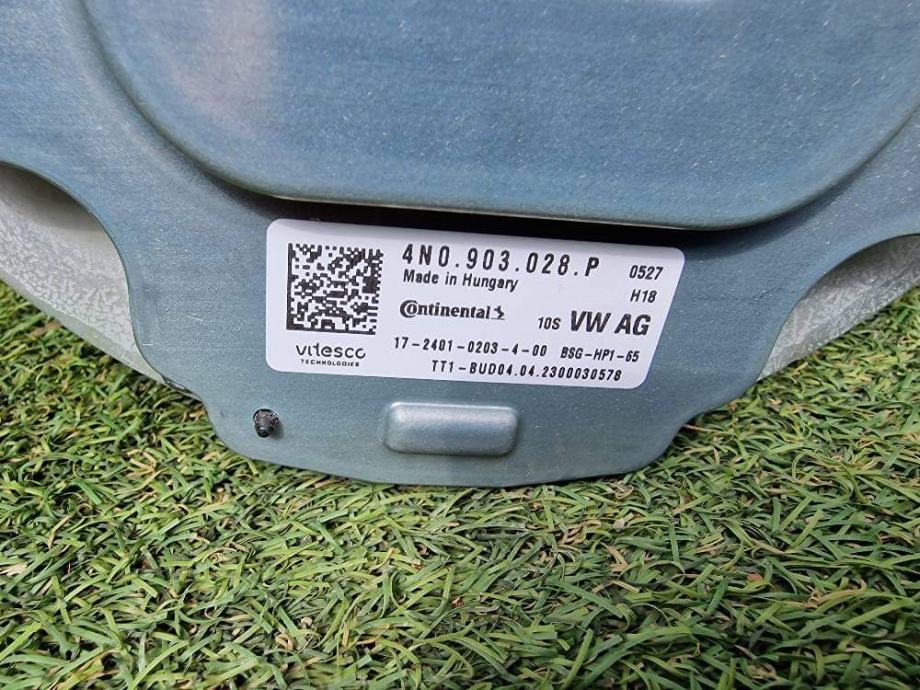 4N0.903.028.P 0527
Made in Hungary H18
Continental
10S VW AG
vitesco
TECHNOLOGIES
17-2401-0203-4-00 BSG-HP1-65
TT1-BUD04.04.2300030578